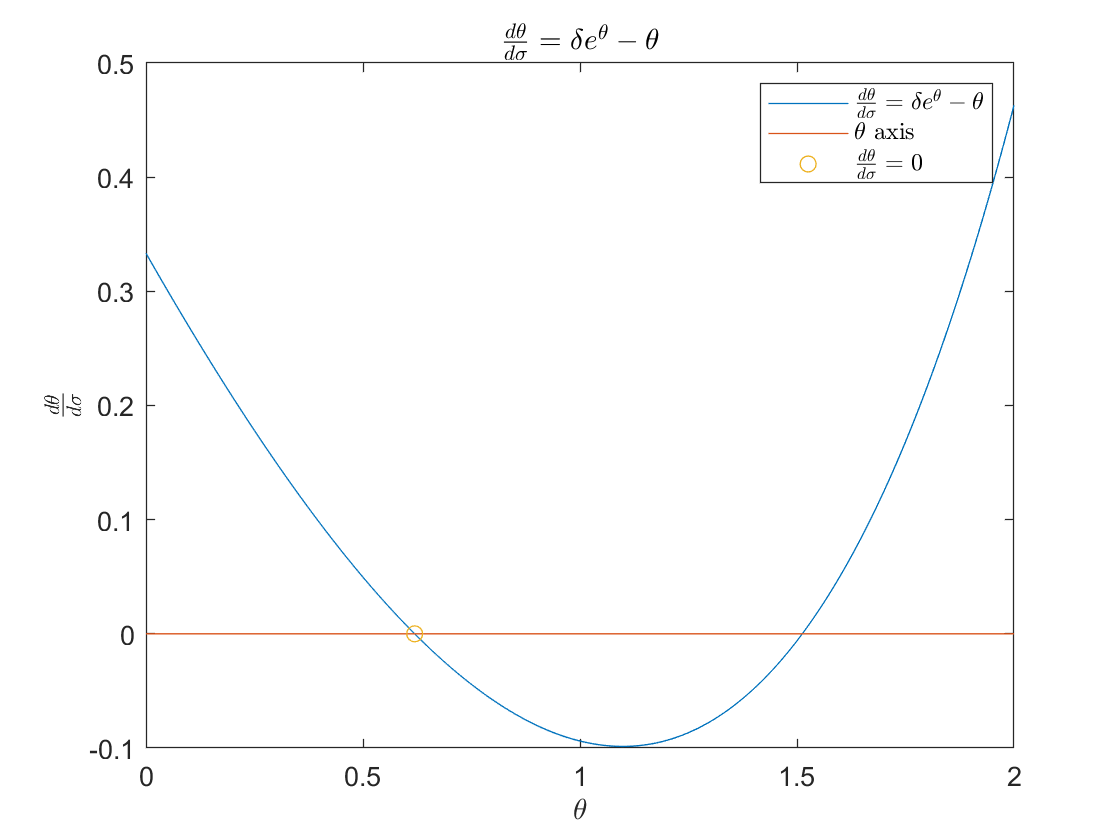 dθ/dσ = δe^θ − θ
0.5
0.4
0.3
0.2
0.1
0
-0.1
dθ/dσ
0 0.5 1 1.5 2
θ
dθ/dσ = δe^θ − θ
θ axis
dθ/dσ = 0